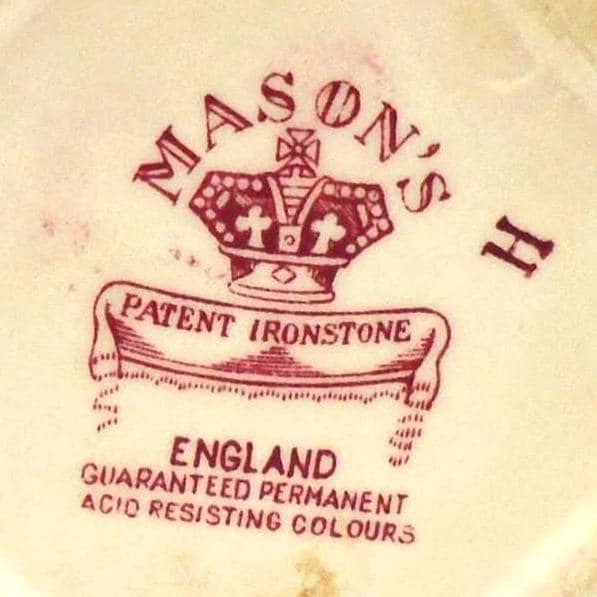 MASON'S
H
PATENT IRONSTONE
ENGLAND
GUARANTEED PERMANENT
ACID RESISTING COLOURS